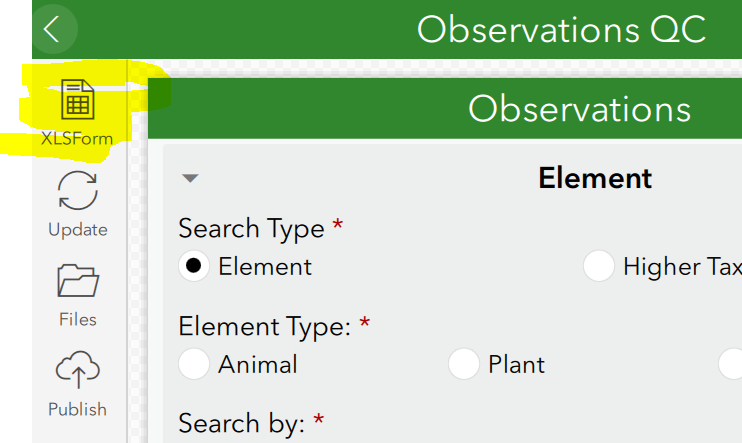 Observations QC
XLSForm
Update
Files
Publish
Observations
Element
Search Type *
Element
Higher Tax
Element Type: *
Animal
Plant
Search by: *